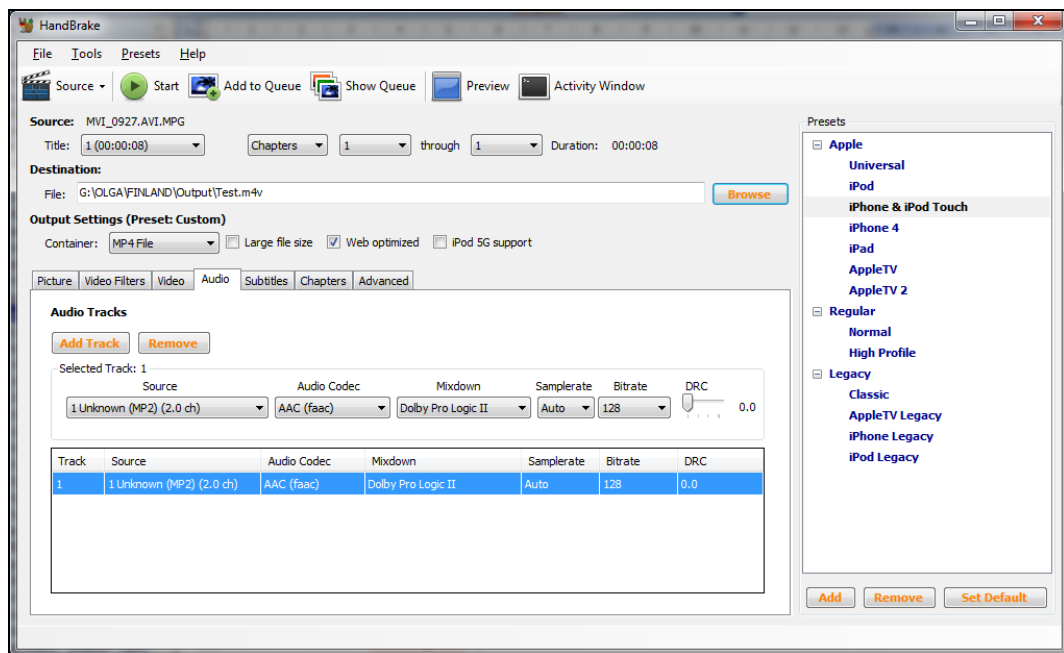 HandBrake
File Tools Presets Help
Source Start Add to Queue Show Queue Preview Activity Window
Source: MVI_0927.AVI.MPG
Title: 1 (00:00:08) Chapters 1 through 1 Duration: 00:00:08
Destination:
File: G:\OLGA\FINLAND\Output\Test.m4v Browse
Output Settings (Preset: Custom)
Container: MP4 File Large file size Web optimized iPod 5G support
Picture Video Filters Video Audio Subtitles Chapters Advanced
Audio Tracks
Add Track Remove
Selected Track: 1
Source Audio Codec Mixdown Samplerate Bitrate DRC
1 Unknown (MP2) (2.0 ch) AAC (faac) Dolby Pro Logic II Auto 128 0.0
Track Source Audio Codec Mixdown Samplerate Bitrate DRC
1 1 Unknown (MP2) (2.0 ch) AAC (faac) Dolby Pro Logic II Auto 128 0.0
Presets
Apple
Universal
iPod
iPhone & iPod Touch
iPhone 4
iPad
AppleTV
AppleTV 2
Regular
Normal
High Profile
Legacy
Classic
AppleTV Legacy
iPhone Legacy
iPod Legacy
Add Remove Set Default